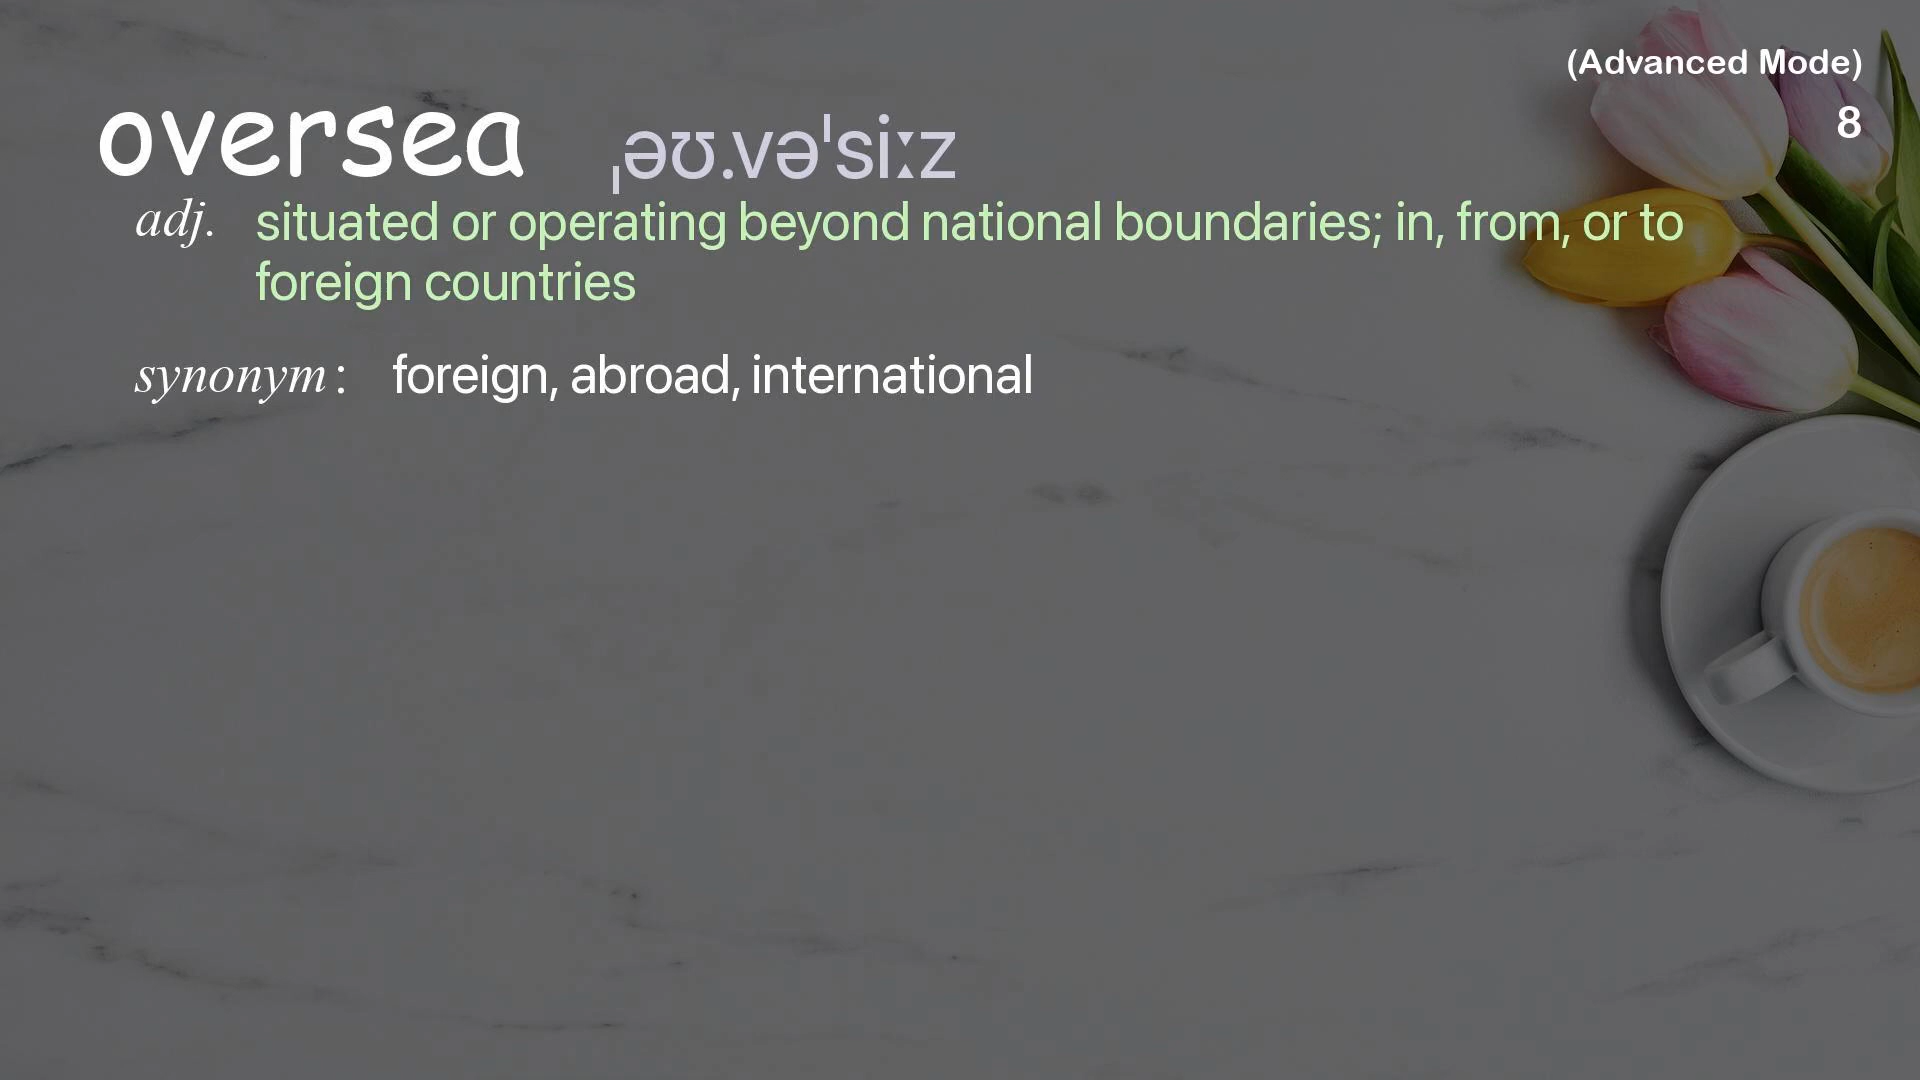 (Advanced Mode)
8
oversea ˌəʊ.vəˈsiːz
adj. situated or operating beyond national boundaries; in, from, or to
foreign countries
synonym: foreign, abroad, international